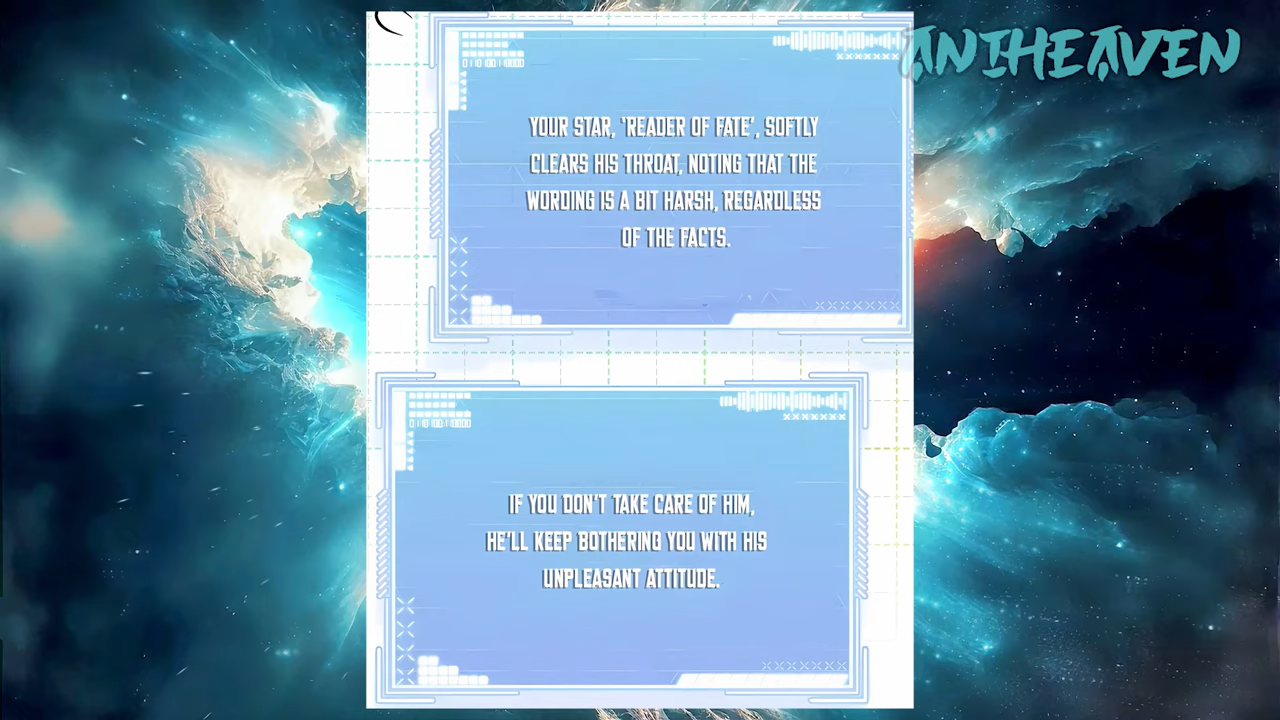 ANIHEAVEN
YOUR STAR, 'READER OF FATE', SOFTLY
CLEARS HIS THROAT, NOTING THAT THE
WORDING IS A BIT HARSH, REGARDLESS
OF THE FACTS.
IF YOU DON'T TAKE CARE OF HIM,
HE'LL KEEP BOTHERING YOU WITH HIS
UNPLEASANT ATTITUDE.